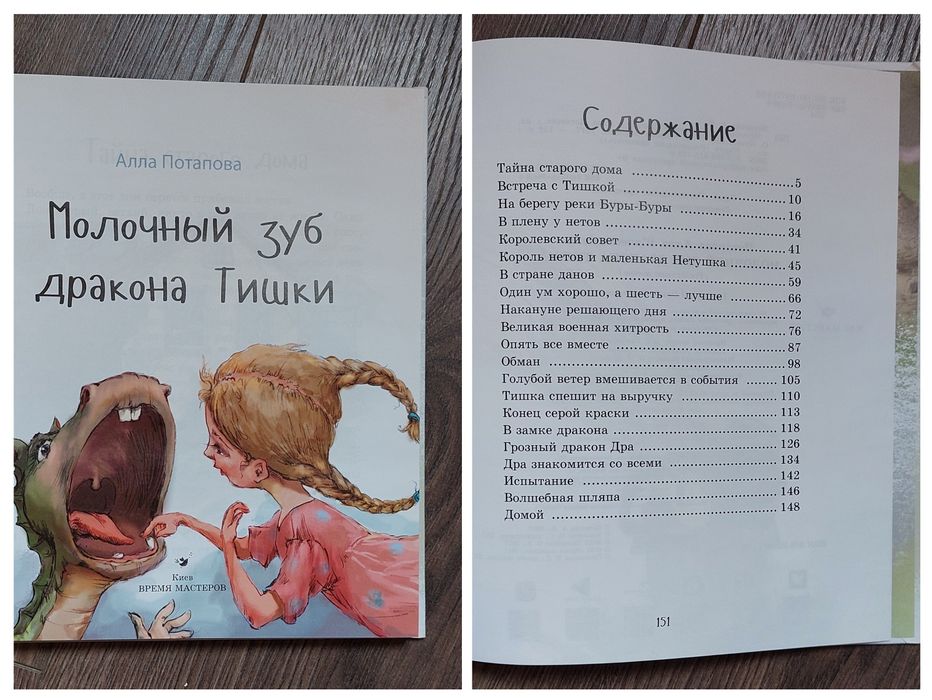 Алла Потапова
Молочный зуб
дракона Тишки
Киев
ВРЕМЯ МАСТЕРОВ
Содержание
Тайна старого дома ........ 5
Встреча с Тишкой ........ 10
На берегу реки Буры-Буры ........ 16
В плену у нетов ........ 34
Королевский совет ........ 41
Король нетов и маленькая Нетушка ........ 45
В стране данов ........ 59
Один ум хорошо, а шесть — лучше ........ 66
Накануне решающего дня ........ 72
Великая военная хитрость ........ 76
Опять все вместе ........ 87
Обман ........ 98
Голубой ветер вмешивается в события ........ 105
Тишка спешит на выручку ........ 110
Конец серой краски ........ 113
В замке дракона ........ 118
Грозный дракон Дра ........ 126
Дра знакомится со всеми ........ 134
Испытание ........ 142
Волшебная шляпа ........ 146
Домой ........ 148
151